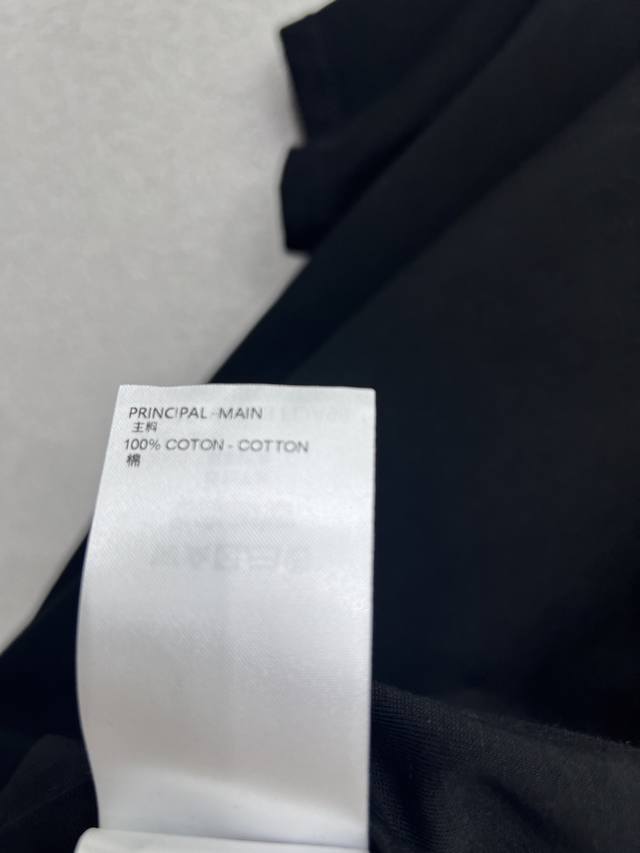 PRINCIPAL - MAIN
主料
100% COTON - COTTON
棉